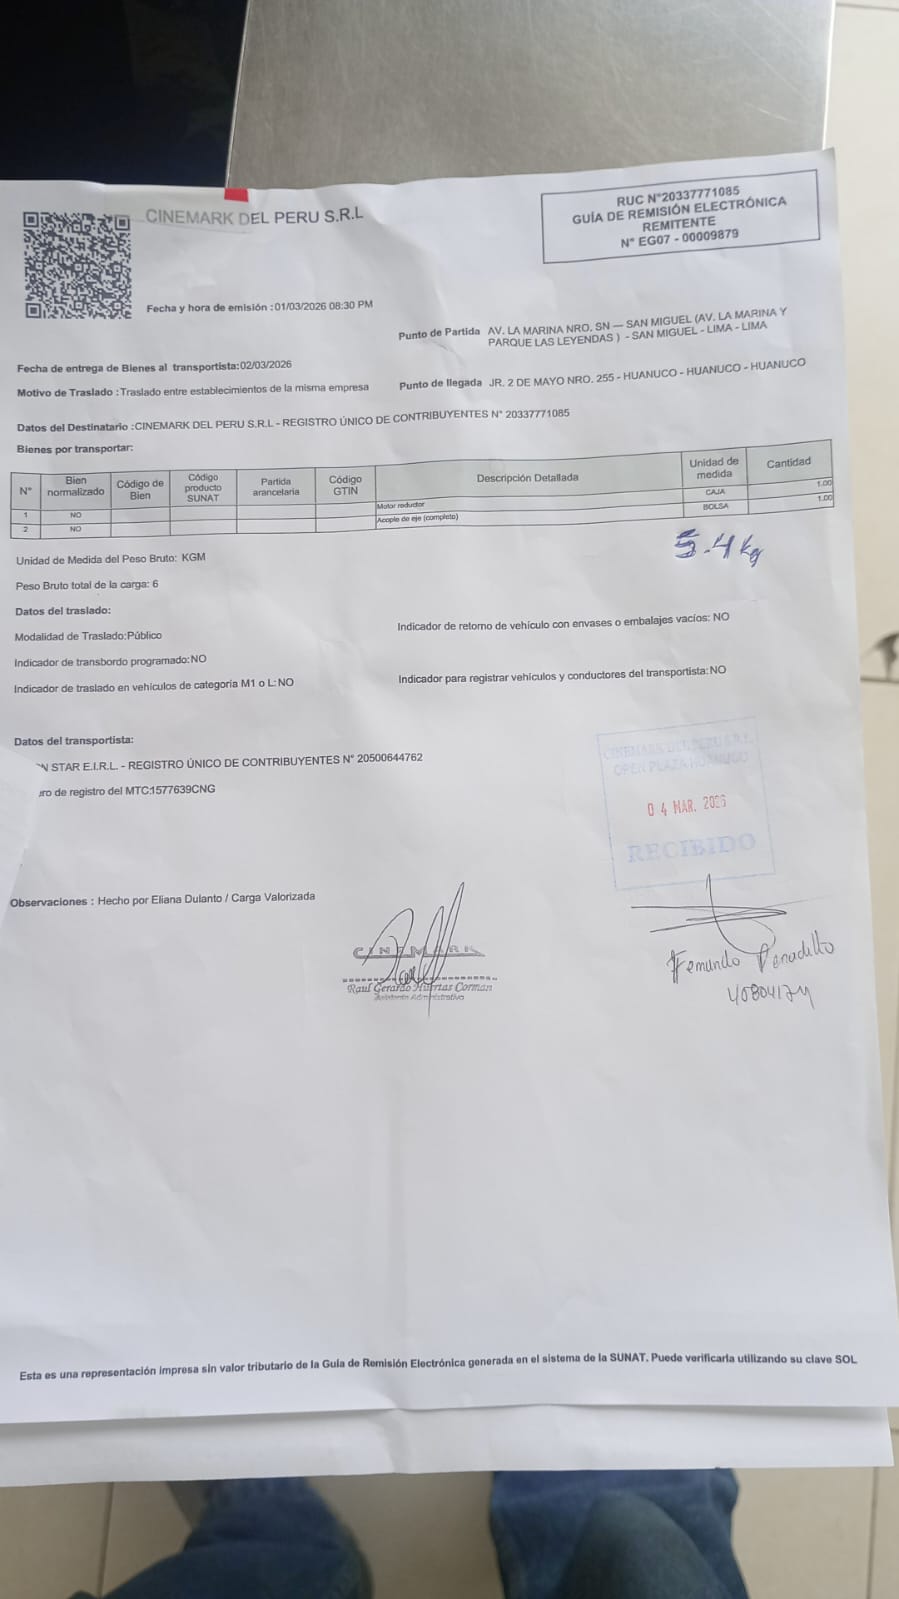 CINEMARK DEL PERU S.R.L
RUC N°20337771085
GUÍA DE REMISIÓN ELECTRÓNICA
REMITENTE
N° EG07 - 00009879
Fecha y hora de emisión :01/03/2026 08:30 PM
Punto de Partida AV. LA MARINA NRO. SN — SAN MIGUEL (AV. LA MARINA Y
PARQUE LAS LEYENDAS ) - SAN MIGUEL - LIMA - LIMA
Fecha de entrega de Bienes al transportista:02/03/2026
Motivo de Traslado :Traslado entre establecimientos de la misma empresa
Punto de llegada JR. 2 DE MAYO NRO. 255 - HUANUCO - HUANUCO - HUANUCO
Datos del Destinatario :CINEMARK DEL PERU S.R.L - REGISTRO ÚNICO DE CONTRIBUYENTES N° 20337771085
Bienes por transportar:
N° Bien normalizado Código de Bien Código producto SUNAT Partida arancelaria Código GTIN Descripción Detallada Unidad de medida Cantidad
1 NO Motor reductor CAJA 1.00
2 NO Acople de eje (completo) BOLSA 1.00
5.4 kg
Unidad de Medida del Peso Bruto: KGM
Peso Bruto total de la carga: 6
Datos del traslado:
Modalidad de Traslado:Público
Indicador de retorno de vehículo con envases o embalajes vacíos: NO
Indicador de transbordo programado:NO
Indicador de traslado en vehículos de categoría M1 o L:NO
Indicador para registrar vehículos y conductores del transportista:NO
Datos del transportista:
N STAR E.I.R.L. - REGISTRO ÚNICO DE CONTRIBUYENTES N° 20500644762
ro de registro del MTC:1577639CNG
CINEMARK DEL PERU S.R.L.
OPEN PLAZA HUANUCO
04 MAR. 2026
RECIBIDO
Observaciones : Hecho por Eliana Dulanto / Carga Valorizada
CINEMARK
Raul Gerardo Huertas Corman
Asistente Administrativo
Esta es una representación impresa sin valor tributario de la Guía de Remisión Electrónica generada en el sistema de la SUNAT. Puede verificarla utilizando su clave SOL